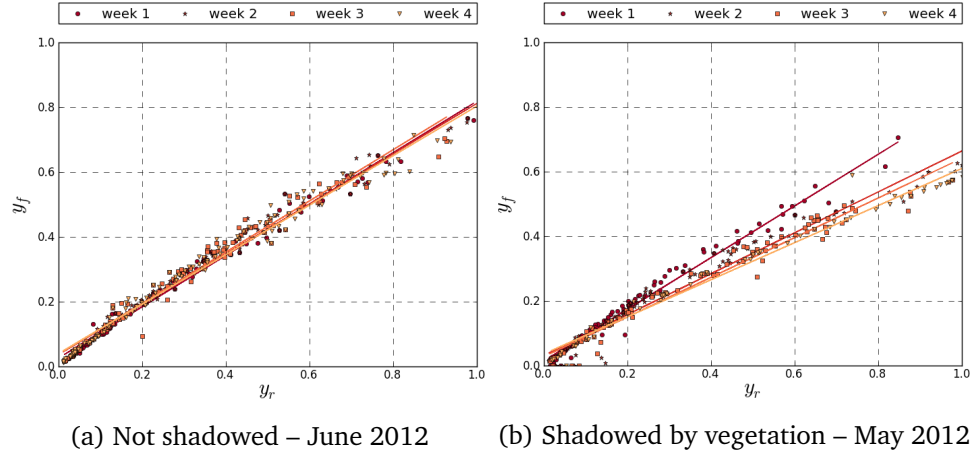 week 1 week 2 week 3 week 4
week 1 week 2 week 3 week 4
1.0
0.8
0.6
0.4
0.2
0.0
y_f
0.0 0.2 0.4 0.6 0.8 1.0
y_r
1.0
0.8
0.6
0.4
0.2
0.0
y_f
0.0 0.2 0.4 0.6 0.8 1.0
y_r
(a) Not shadowed – June 2012
(b) Shadowed by vegetation – May 2012